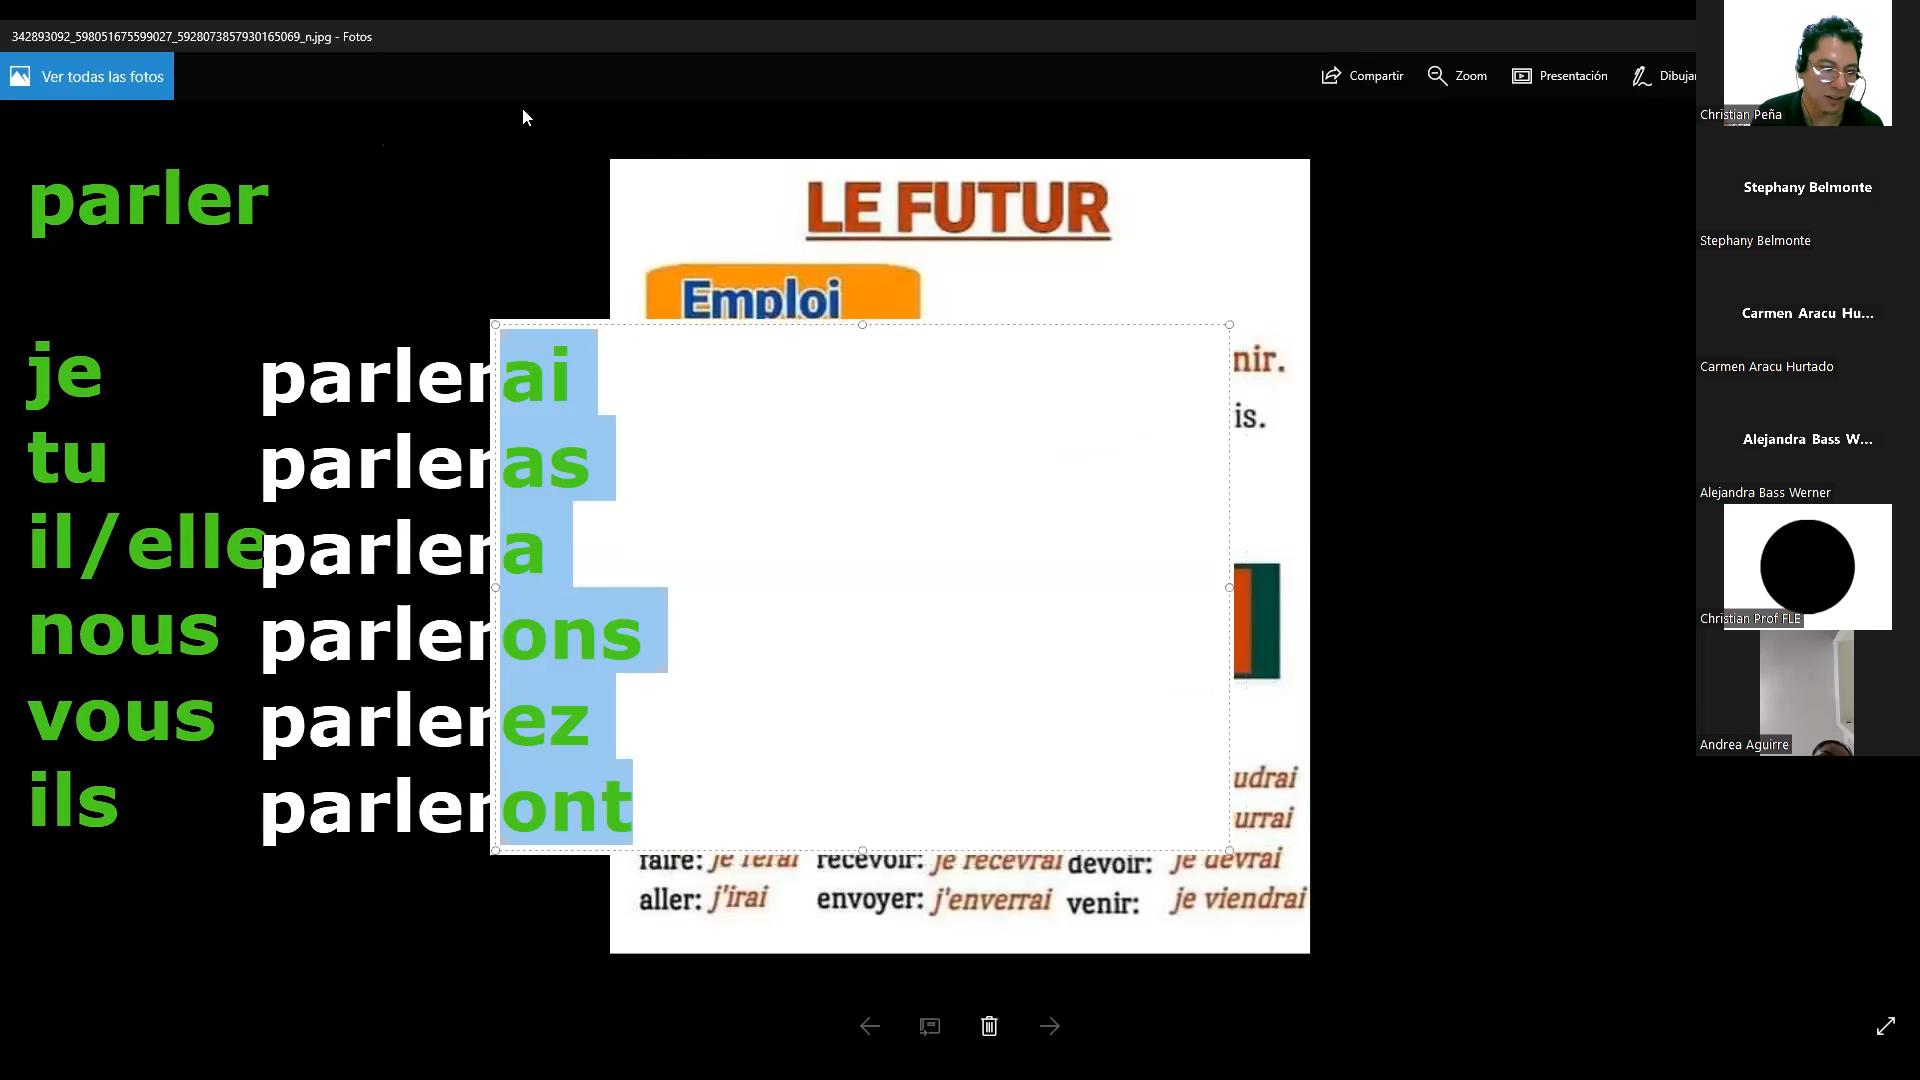 342893092_598051675599027_5928073857930165069_n.jpg - Fotos
Ver todas las fotos
Compartir
Zoom
Presentación
Dibujar
Christian Peña
Stephany Belmonte
Stephany Belmonte
Carmen Aracu Hu...
Carmen Aracu Hurtado
Alejandra Bass W...
Alejandra Bass Werner
Christian Prof FLE
Andrea Aguirre
parler
LE FUTUR
Emploi
je parlerai
tu parleras
il/elle parlera
nous parlerons
vous parlerez
ils parleront
nir.
is.
udrai
urrai
faire: je ferai recevoir: je recevrai devoir: je devrai
aller: j'irai envoyer: j'enverrai venir: je viendrai